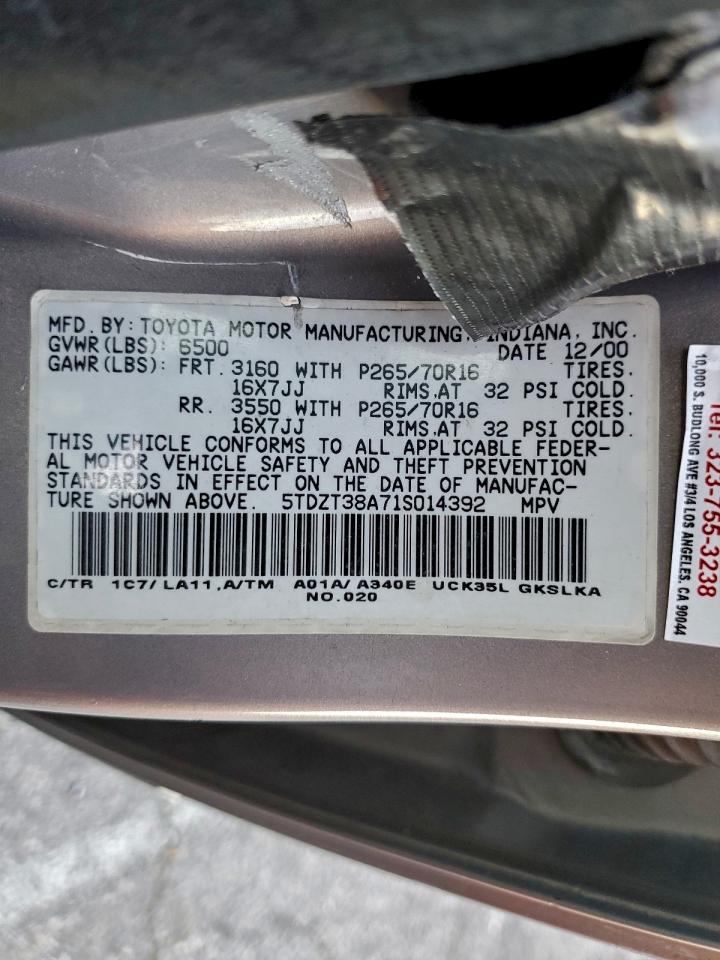 MFD. BY: TOYOTA MOTOR MANUFACTURING, INDIANA, INC.
GVWR(LBS): 6500 DATE 12/00
GAWR(LBS): FRT. 3160 WITH P265/70R16 TIRES.
16X7JJ RIMS.AT 32 PSI COLD.
RR. 3550 WITH P265/70R16 TIRES.
16X7JJ RIMS.AT 32 PSI COLD.
THIS VEHICLE CONFORMS TO ALL APPLICABLE FEDER-
AL MOTOR VEHICLE SAFETY AND THEFT PREVENTION
STANDARDS IN EFFECT ON THE DATE OF MANUFAC-
TURE SHOWN ABOVE. 5TDZT38A71S014392 MPV
C/TR 1C7/LA11,A/TM A01A/A340E UCK35L GKSLKA
NO.020
Tel: 323-755-3238
10,000 S. BUDLONG AVE #3/4 LOS ANGELES, CA 90044